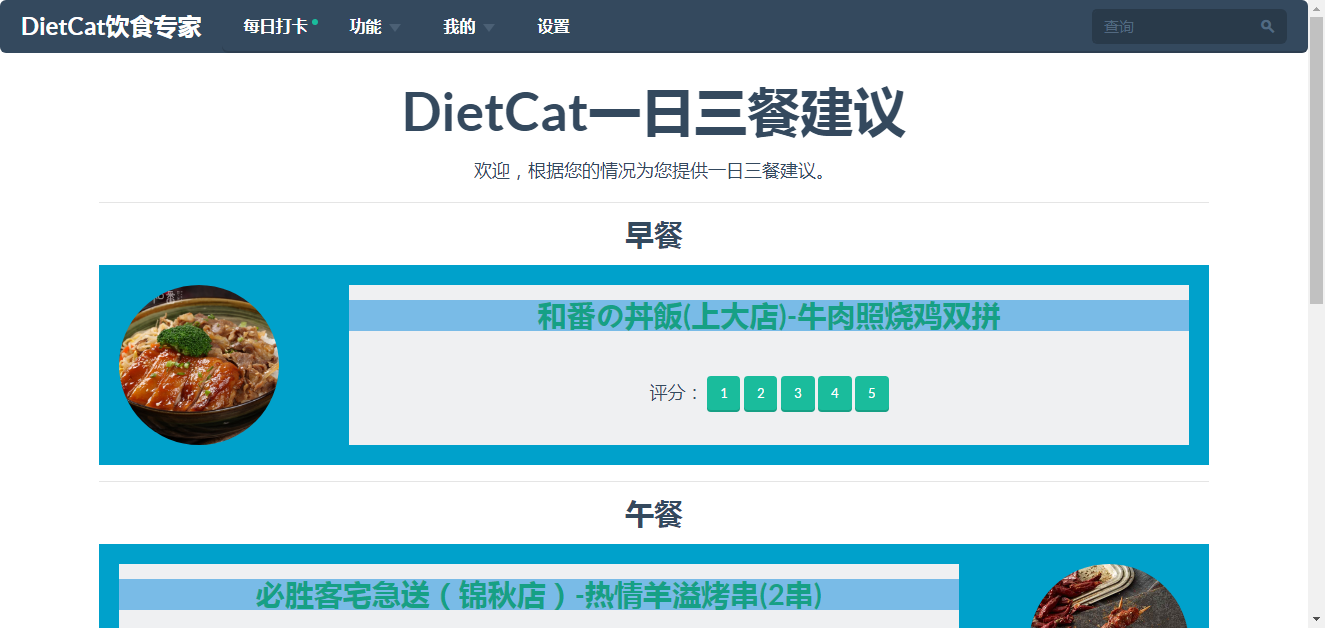 DietCat饮食专家 每日打卡 功能 我的 设置 查询
DietCat一日三餐建议
欢迎，根据您的情况为您提供一日三餐建议。
早餐
和番の丼飯(上大店)-牛肉照烧鸡双拼
评分： 1 2 3 4 5
午餐
必胜客宅急送（锦秋店）-热情羊溢烤串(2串)